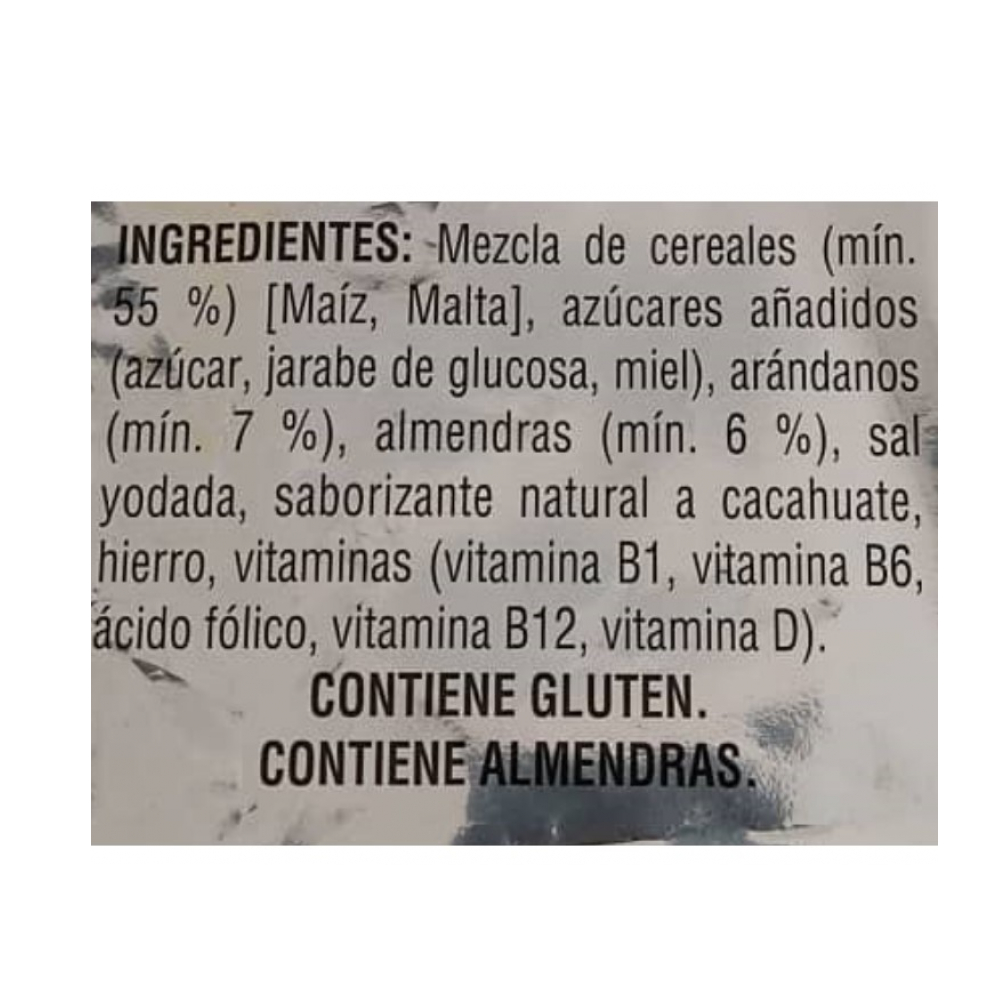 INGREDIENTES: Mezcla de cereales (mín.
55 %) [Maíz, Malta], azúcares añadidos
(azúcar, jarabe de glucosa, miel), arándanos
(mín. 7 %), almendras (mín. 6 %), sal
yodada, saborizante natural a cacahuate,
hierro, vitaminas (vitamina B1, vitamina B6,
ácido fólico, vitamina B12, vitamina D).
CONTIENE GLUTEN.
CONTIENE ALMENDRAS.